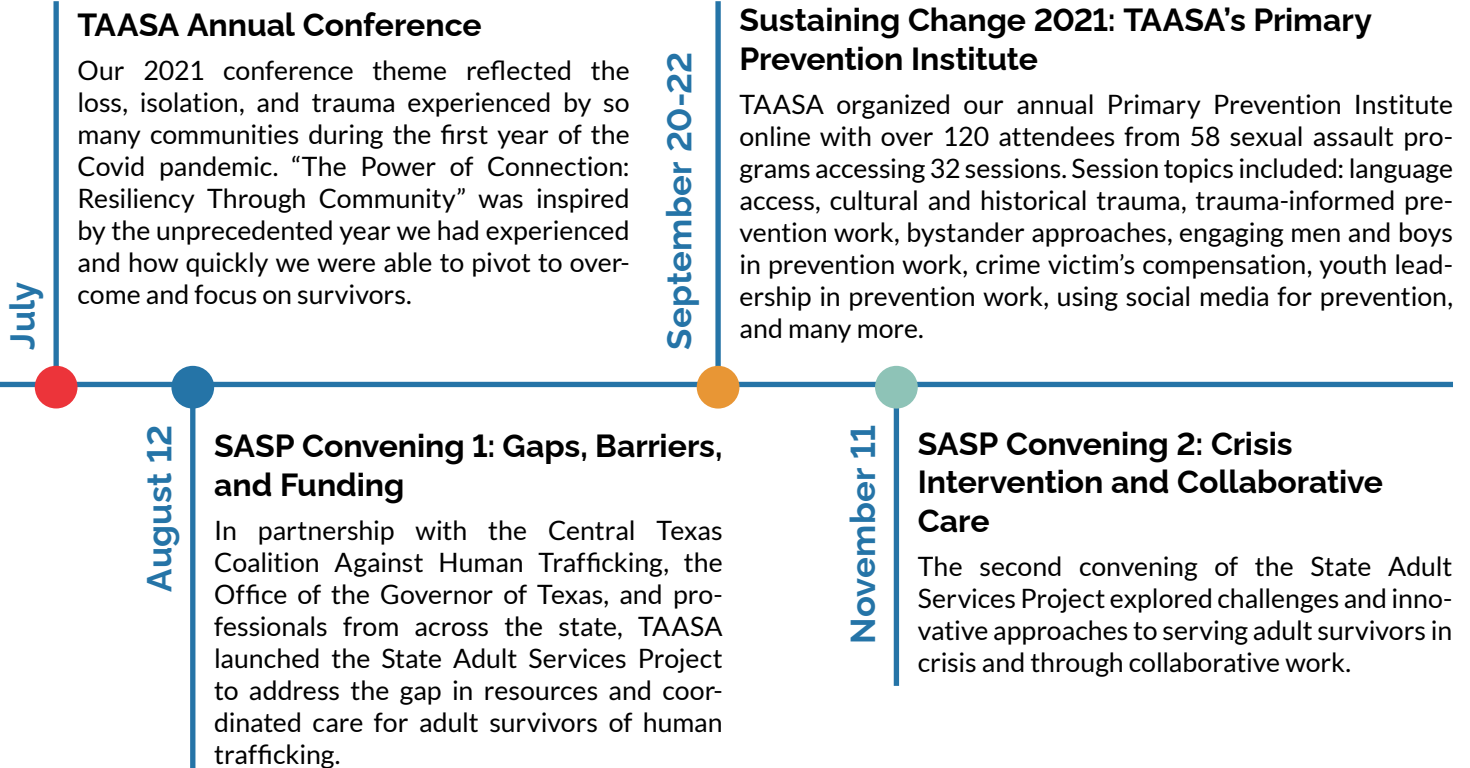 July
TAASA Annual Conference
Our 2021 conference theme reflected the
loss, isolation, and trauma experienced by so
many communities during the first year of the
Covid pandemic. “The Power of Connection:
Resiliency Through Community” was inspired
by the unprecedented year we had experienced
and how quickly we were able to pivot to over-
come and focus on survivors.
August 12
SASP Convening 1: Gaps, Barriers,
and Funding
In partnership with the Central Texas
Coalition Against Human Trafficking, the
Office of the Governor of Texas, and pro-
fessionals from across the state, TAASA
launched the State Adult Services Project
to address the gap in resources and coor-
dinated care for adult survivors of human
trafficking.
September 20-22
Sustaining Change 2021: TAASA’s Primary
Prevention Institute
TAASA organized our annual Primary Prevention Institute
online with over 120 attendees from 58 sexual assault pro-
grams accessing 32 sessions. Session topics included: language
access, cultural and historical trauma, trauma-informed pre-
vention work, bystander approaches, engaging men and boys
in prevention work, crime victim’s compensation, youth lead-
ership in prevention work, using social media for prevention,
and many more.
November 11
SASP Convening 2: Crisis
Intervention and Collaborative
Care
The second convening of the State Adult
Services Project explored challenges and inno-
vative approaches to serving adult survivors in
crisis and through collaborative work.